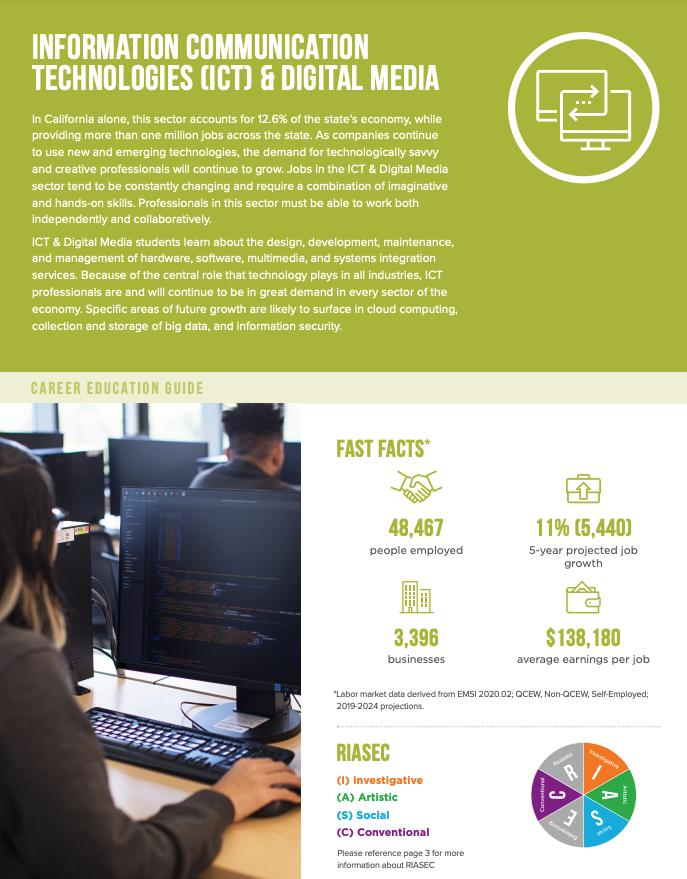 INFORMATION COMMUNICATION
TECHNOLOGIES (ICT) & DIGITAL MEDIA
In California alone, this sector accounts for 12.6% of the state's economy, while
providing more than one million jobs across the state. As companies continue
to use new and emerging technologies, the demand for technologically savvy
and creative professionals will continue to grow. Jobs in the ICT & Digital Media
sector tend to be constantly changing and require a combination of imaginative
and hands-on skills. Professionals in this sector must be able to work both
independently and collaboratively.
ICT & Digital Media students learn about the design, development, maintenance,
and management of hardware, software, multimedia, and systems integration
services. Because of the central role that technology plays in all industries, ICT
professionals are and will continue to be in great demand in every sector of the
economy. Specific areas of future growth are likely to surface in cloud computing,
collection and storage of big data, and information security.
CAREER EDUCATION GUIDE
FAST FACTS*
48,467
people employed
11% (5,440)
5-year projected job
growth
3,396
businesses
$138,180
average earnings per job
*Labor market data derived from EMSI 2020.02; QCEW, Non-QCEW, Self-Employed;
2019-2024 projections.
RIASEC
(I) Investigative
(A) Artistic
(S) Social
(C) Conventional
Please reference page 3 for more
information about RIASEC
Realistic
R
Investigative
I
Artistic
A
Social
S
Enterprising
E
Conventional
C